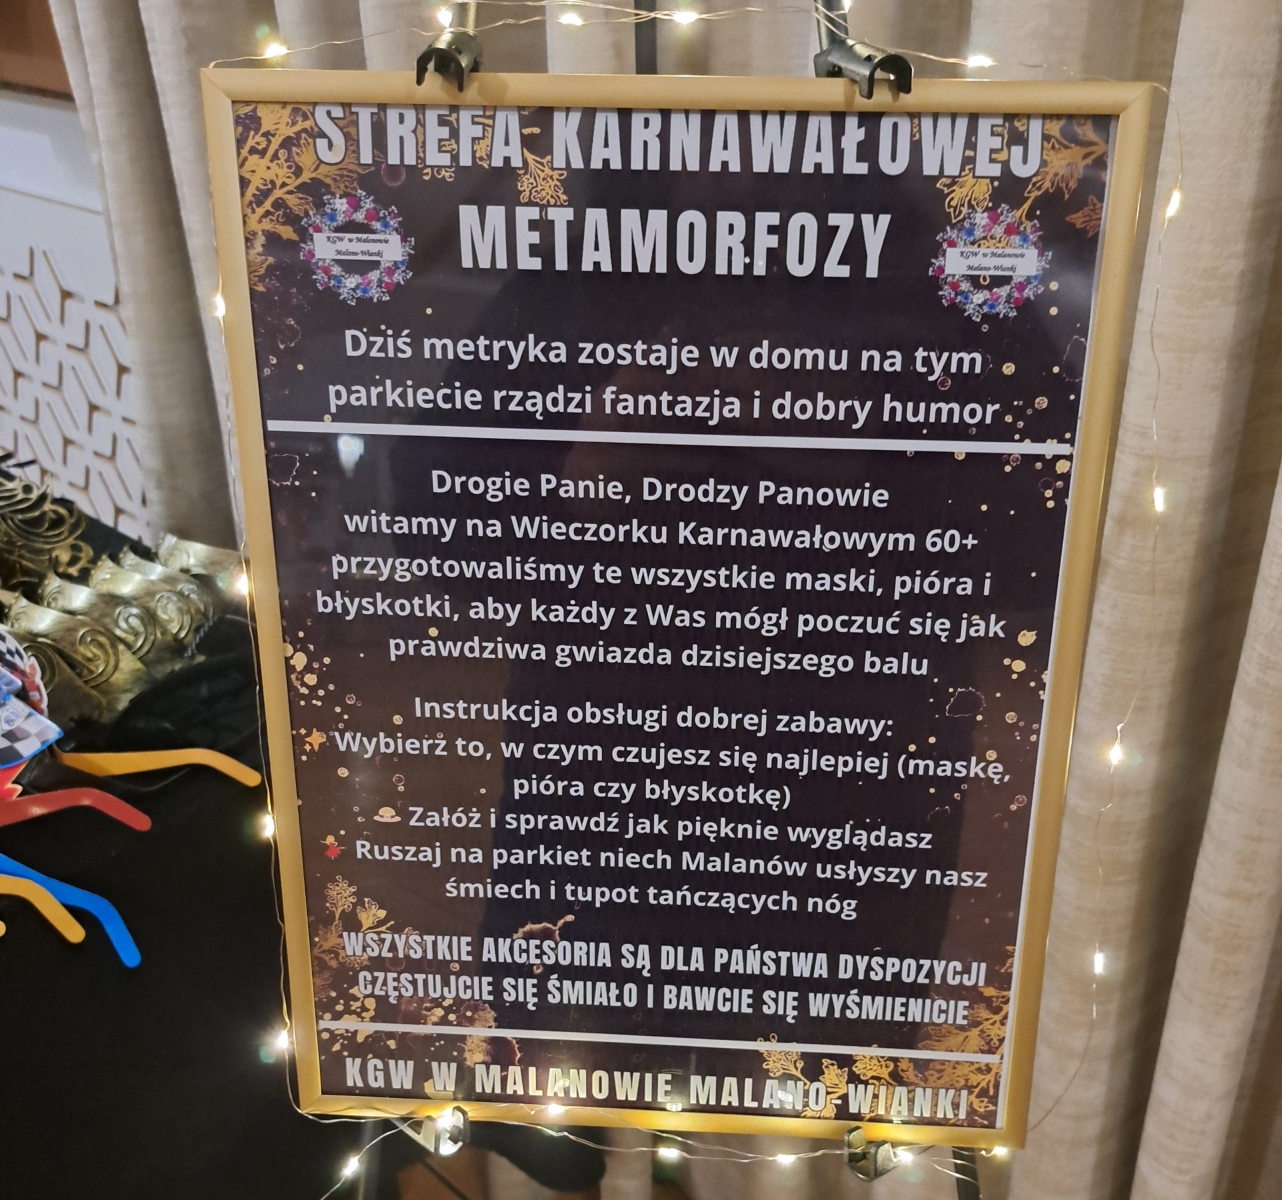 STREFA KARNAWAŁOWEJ
METAMORFOZY
KGW w Malanowie
Malano-Wianki
KGW w Malanowie
Malano-Wianki
Dziś metryka zostaje w domu na tym
parkiecie rządzi fantazja i dobry humor
Drogie Panie, Drodzy Panowie
witamy na Wieczorku Karnawałowym 60+
przygotowaliśmy te wszystkie maski, pióra i
błyskotki, aby każdy z Was mógł poczuć się jak
prawdziwa gwiazda dzisiejszego balu
Instrukcja obsługi dobrej zabawy:
Wybierz to, w czym czujesz się najlepiej (maskę,
pióra czy błyskotkę)
Załóż i sprawdź jak pięknie wyglądasz
Ruszaj na parkiet niech Malanów usłyszy nasz
śmiech i tupot tańczących nóg
WSZYSTKIE AKCESORIA SĄ DLA PAŃSTWA DYSPOZYCJI
CZĘSTUJCIE SIĘ ŚMIAŁO I BAWCIE SIĘ WYŚMIENICIE
KGW W MALANOWIE MALANO-WIANKI